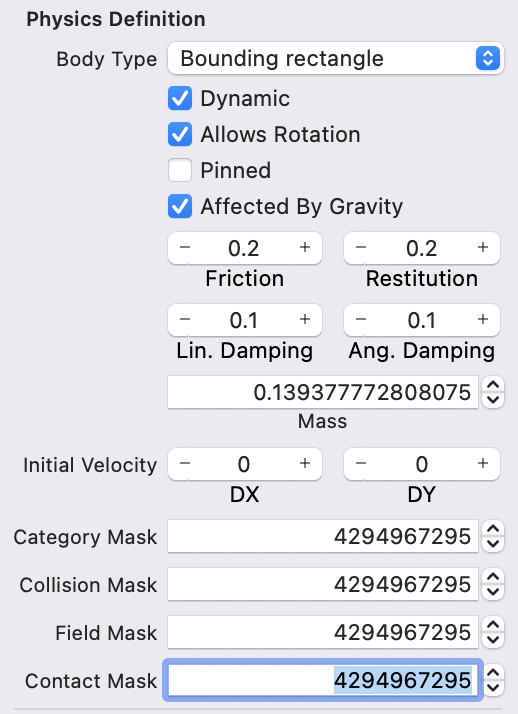 Physics Definition
Body Type Bounding rectangle
Dynamic
Allows Rotation
Pinned
Affected By Gravity
− 0.2 + − 0.2 +
Friction Restitution
− 0.1 + − 0.1 +
Lin. Damping Ang. Damping
0.139377772808075
Mass
Initial Velocity − 0 + − 0 +
DX DY
Category Mask 4294967295
Collision Mask 4294967295
Field Mask 4294967295
Contact Mask 4294967295